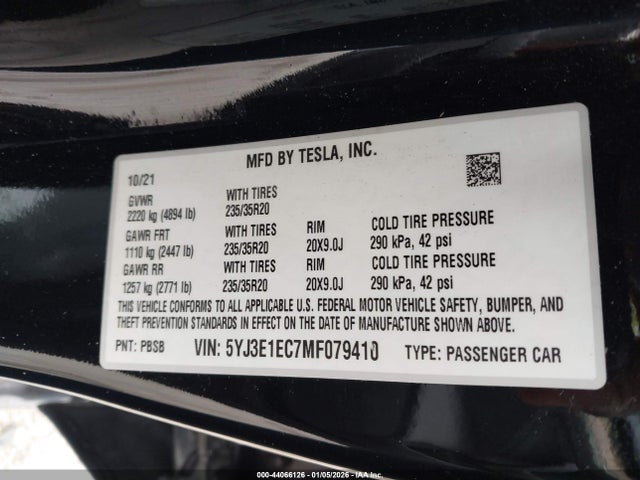 MFD BY TESLA, INC.
10/21
GVWR WITH TIRES
2220 kg (4894 lb) 235/35R20
GAWR FRT WITH TIRES RIM COLD TIRE PRESSURE
1110 kg (2447 lb) 235/35R20 20X9.0J 290 kPa, 42 psi
GAWR RR WITH TIRES RIM COLD TIRE PRESSURE
1257 kg (2771 lb) 235/35R20 20X9.0J 290 kPa, 42 psi
THIS VEHICLE CONFORMS TO ALL APPLICABLE U.S. FEDERAL MOTOR VEHICLE SAFETY, BUMPER, AND
THEFT PREVENTION STANDARDS IN EFFECT ON THE DATE OF MANUFACTURE SHOWN ABOVE.
PNT: PBSB VIN: 5YJ3E1EC7MF079410 TYPE: PASSENGER CAR
000-44066126 - 01/05/2026 - IAA Inc.